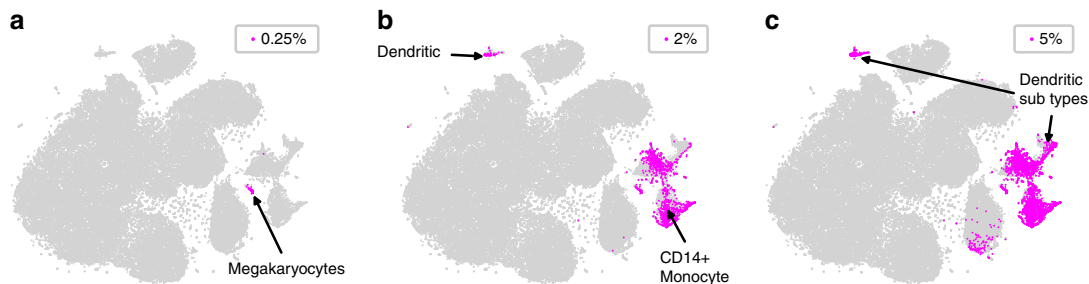 a
0.25%
Megakaryocytes
b
2%
Dendritic
CD14+
Monocyte
c
5%
Dendritic
sub types